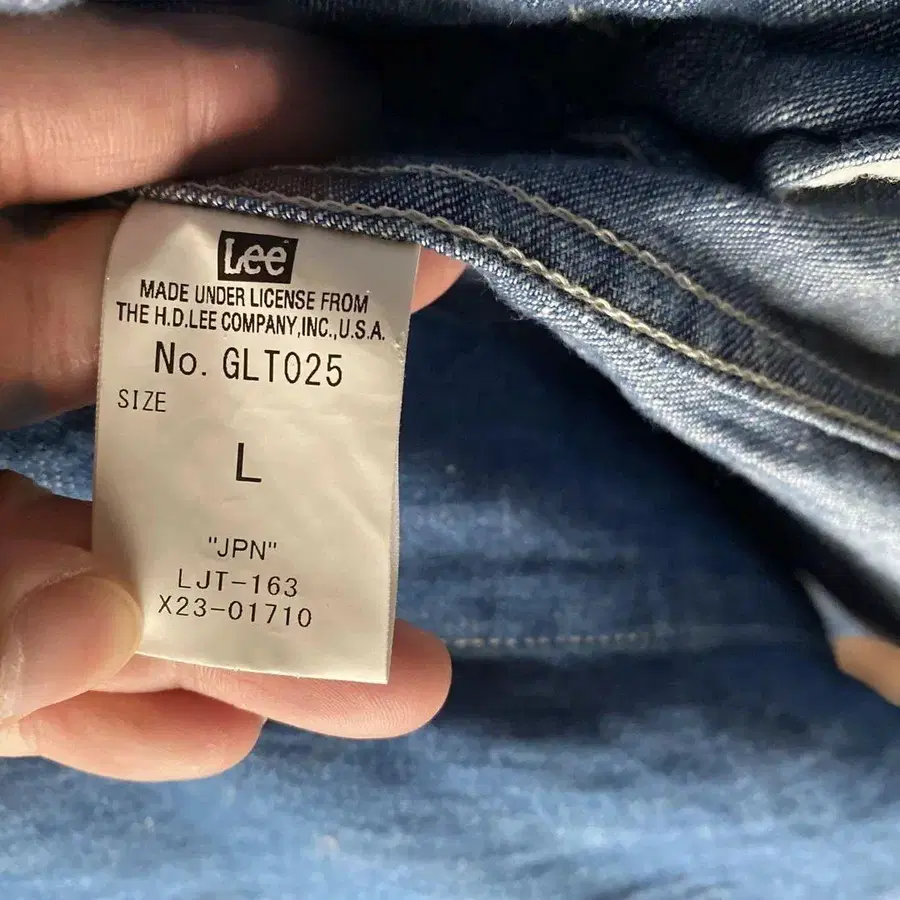 Lee
MADE UNDER LICENSE FROM
THE H.D.LEE COMPANY,INC.,U.S.A.
No. GLT025
SIZE
L
"JPN"
LJT-163
X23-01710